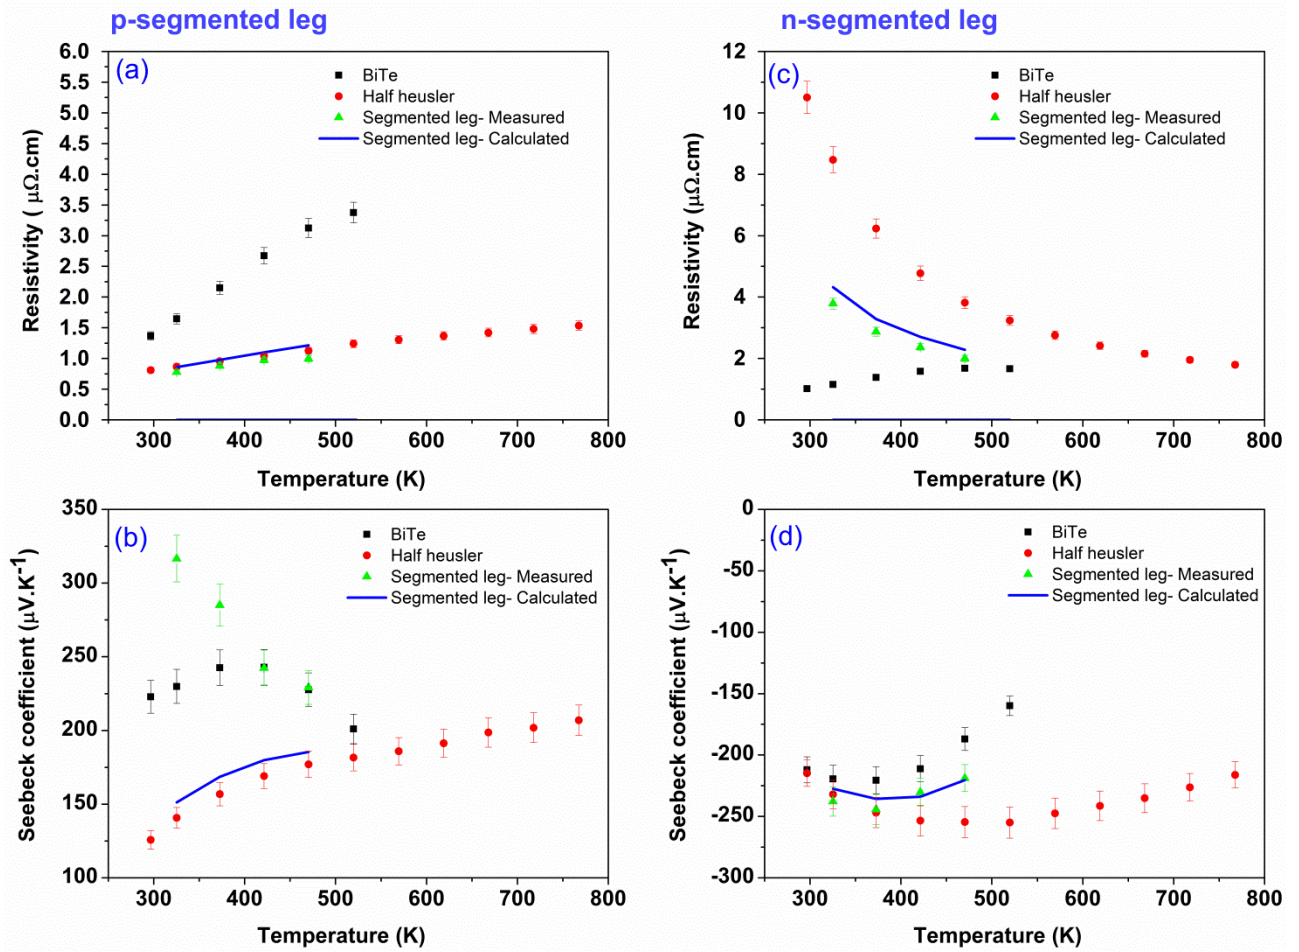 p-segmented leg
n-segmented leg
(a)
BiTe
Half heusler
Segmented leg- Measured
Segmented leg- Calculated
6.0
5.5
5.0
4.5
4.0
3.5
3.0
2.5
2.0
1.5
1.0
0.5
0.0
Resistivity ( μΩ.cm)
300 400 500 600 700 800
Temperature (K)
(c)
BiTe
Half heusler
Segmented leg- Measured
Segmented leg- Calculated
12
10
8
6
4
2
0
Resistivity (μΩ.cm)
300 400 500 600 700 800
Temperature (K)
(b)
BiTe
Half heusler
Segmented leg- Measured
Segmented leg- Calculated
350
300
250
200
150
100
Seebeck coefficient (μV.K⁻¹)
300 400 500 600 700 800
Temperature (K)
(d)
BiTe
Half heusler
Segmented leg- Measured
Segmented leg- Calculated
0
-50
-100
-150
-200
-250
-300
Seebeck coefficient (μV.K⁻¹)
300 400 500 600 700 800
Temperature (K)